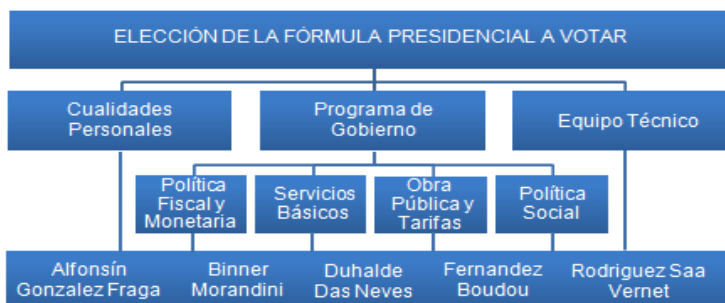 ELECCIÓN DE LA FÓRMULA PRESIDENCIAL A VOTAR
Cualidades
Personales
Programa de
Gobierno
Equipo Técnico
Política
Fiscal y
Monetaria
Servicios
Básicos
Obra
Pública y
Tarifas
Política
Social
Alfonsín
Gonzalez Fraga
Binner
Morandini
Duhalde
Das Neves
Fernandez
Boudou
Rodriguez Saa
Vernet